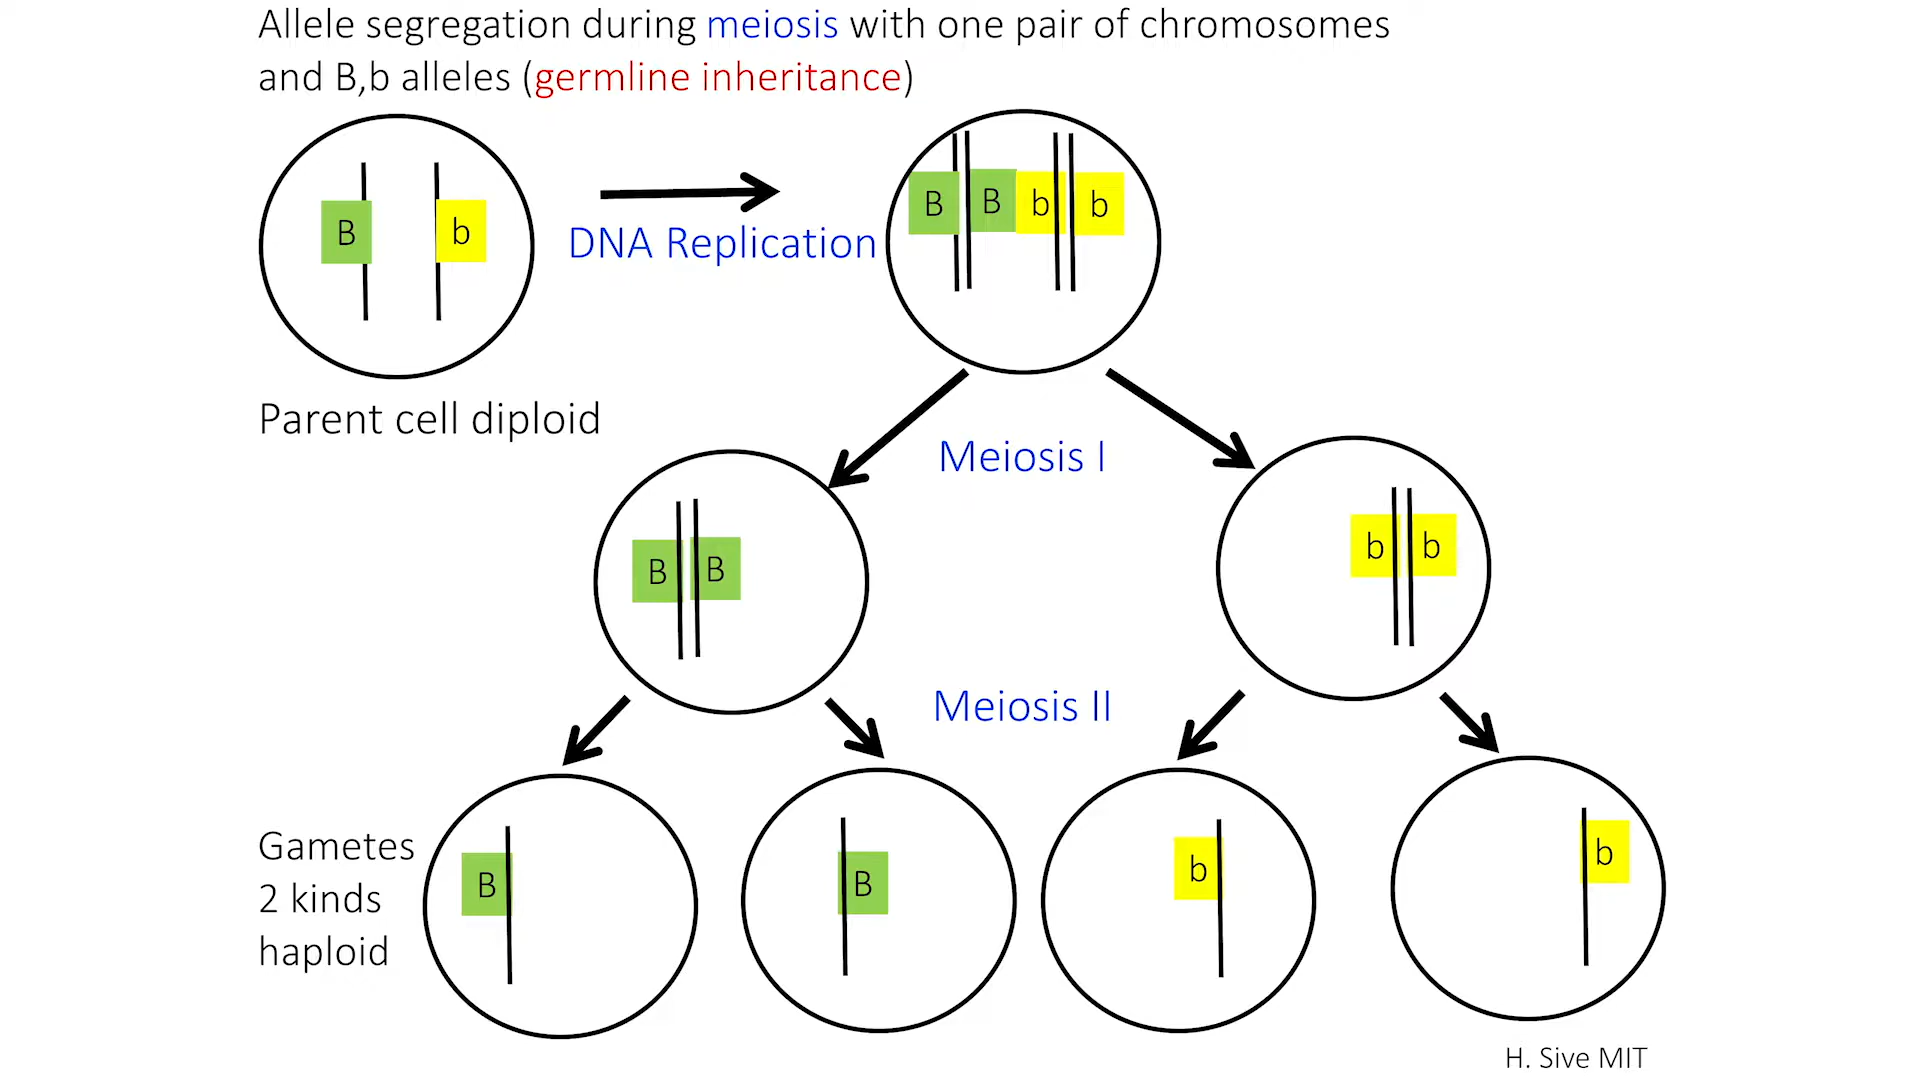 Allele segregation during meiosis with one pair of chromosomes
and B,b alleles (germline inheritance)
B b
DNA Replication
B B b b
Parent cell diploid
Meiosis I
B B
b b
Meiosis II
Gametes
2 kinds
haploid
B
B
b
b
H. Sive MIT